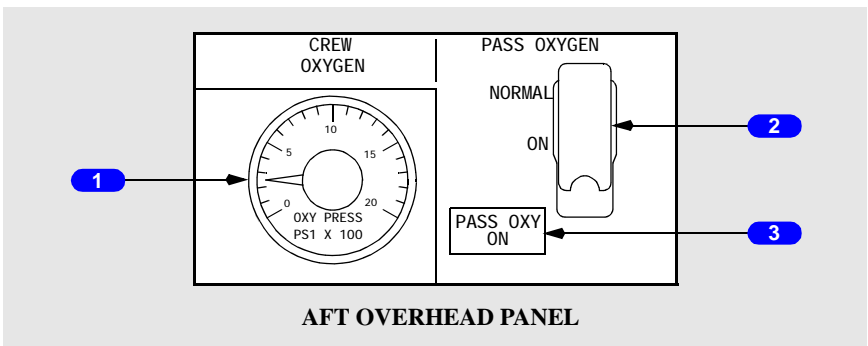 CREW
OXYGEN
PASS OXYGEN
NORMAL
ON
0
5
10
15
20
OXY PRESS
PS1 X 100
PASS OXY
ON
1
2
3
AFT OVERHEAD PANEL